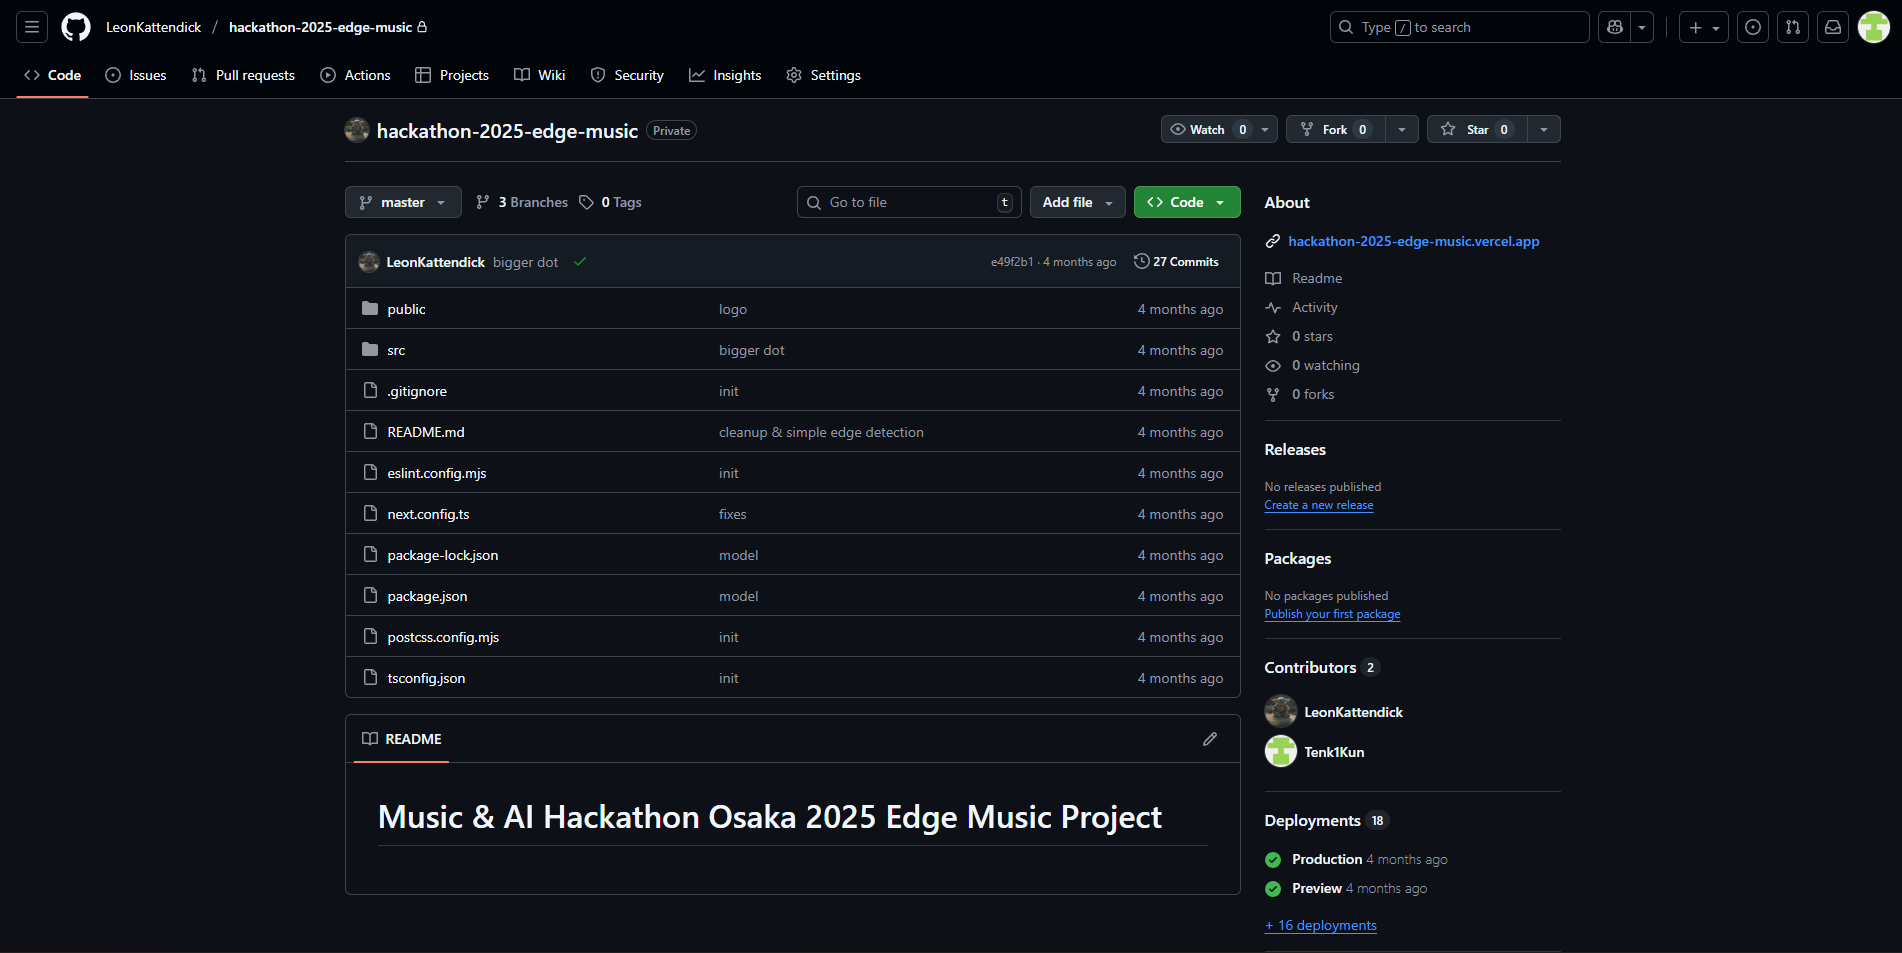 LeonKattendick / hackathon-2025-edge-music
Type / to search
Code Issues Pull requests Actions Projects Wiki Security Insights Settings
hackathon-2025-edge-music Private
Watch 0 Fork 0 Star 0
master 3 Branches 0 Tags
Go to file t Add file Code
LeonKattendick bigger dot e49f2b1 · 4 months ago 27 Commits
public logo 4 months ago
src bigger dot 4 months ago
.gitignore init 4 months ago
README.md cleanup & simple edge detection 4 months ago
eslint.config.mjs init 4 months ago
next.config.ts fixes 4 months ago
package-lock.json model 4 months ago
package.json model 4 months ago
postcss.config.mjs init 4 months ago
tsconfig.json init 4 months ago
README
Music & AI Hackathon Osaka 2025 Edge Music Project
About
hackathon-2025-edge-music.vercel.app
Readme
Activity
0 stars
0 watching
0 forks
Releases
No releases published
Create a new release
Packages
No packages published
Publish your first package
Contributors 2
LeonKattendick
Tenk1Kun
Deployments 18
Production 4 months ago
Preview 4 months ago
+ 16 deployments